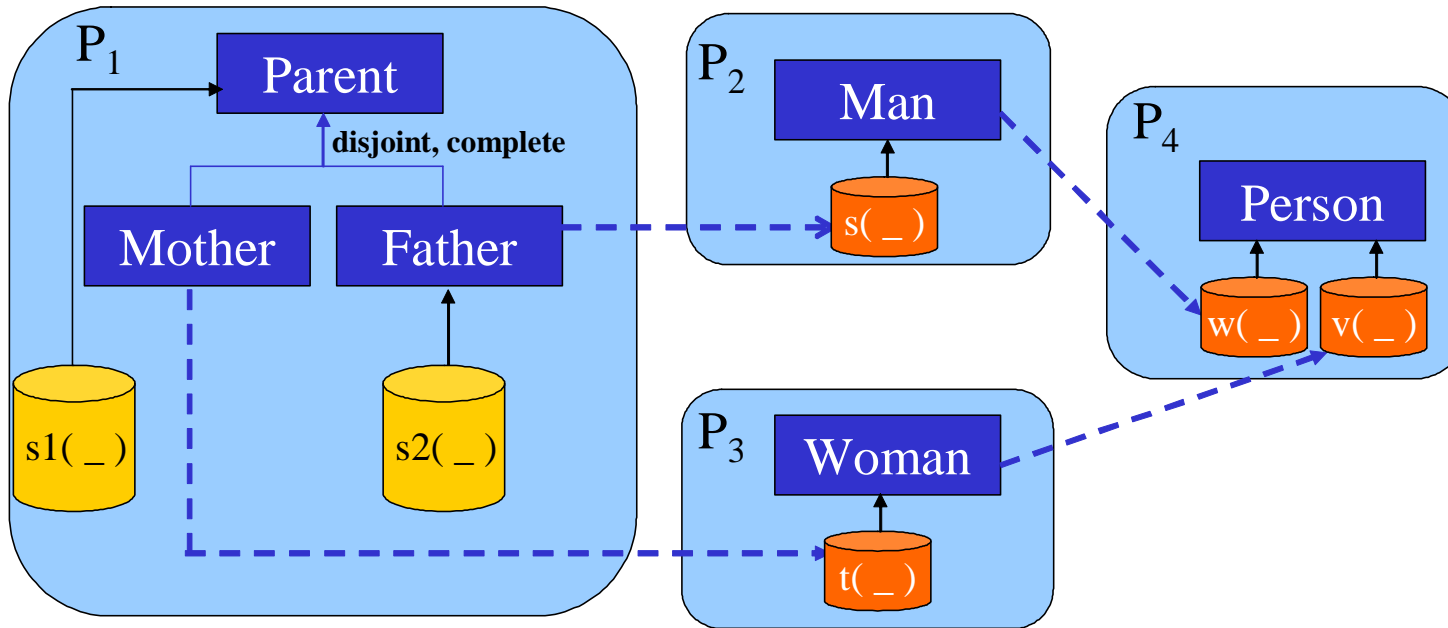 P1
Parent
disjoint, complete
Mother
Father
s1( _ )
s2( _ )
P2
Man
s( _ )
P3
Woman
t( _ )
P4
Person
w( _ )
v( _ )